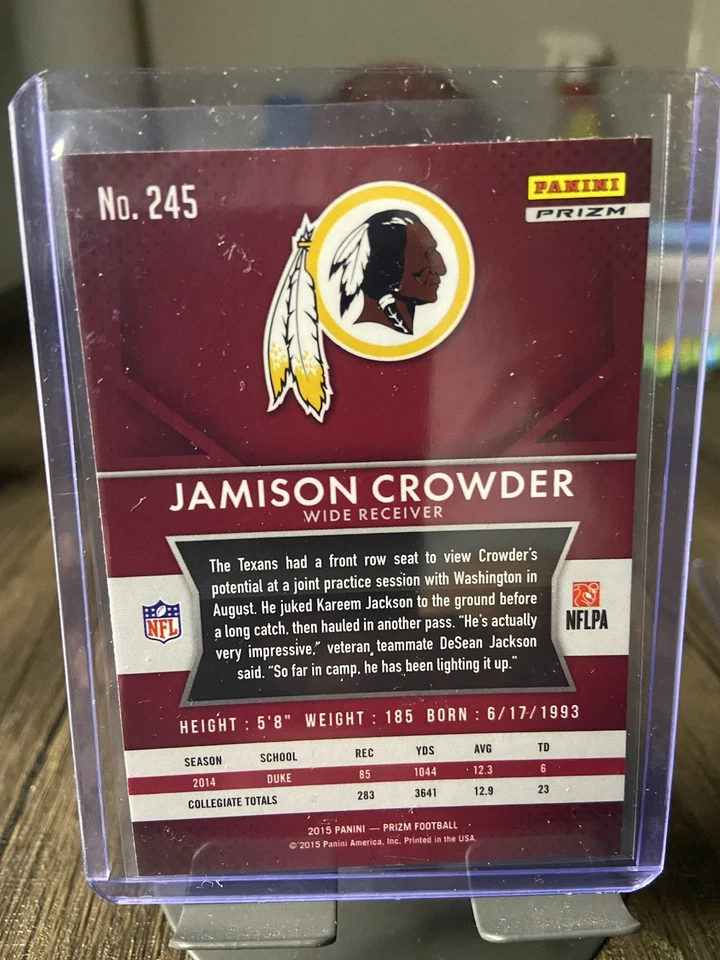 No. 245
PANINI
PRIZM
JAMISON CROWDER
WIDE RECEIVER
The Texans had a front row seat to view Crowder's
potential at a joint practice session with Washington in
August. He juked Kareem Jackson to the ground before
a long catch, then hauled in another pass. "He's actually
very impressive," veteran teammate DeSean Jackson
said. "So far in camp, he has been lighting it up."
NFL
NFLPA
HEIGHT : 5'8" WEIGHT : 185 BORN : 6/17/1993
SEASON SCHOOL REC YDS AVG TD
2014 DUKE 85 1044 12.3 6
COLLEGIATE TOTALS 283 3641 12.9 23
2015 PANINI — PRIZM FOOTBALL
©2015 Panini America, Inc. Printed in the USA.